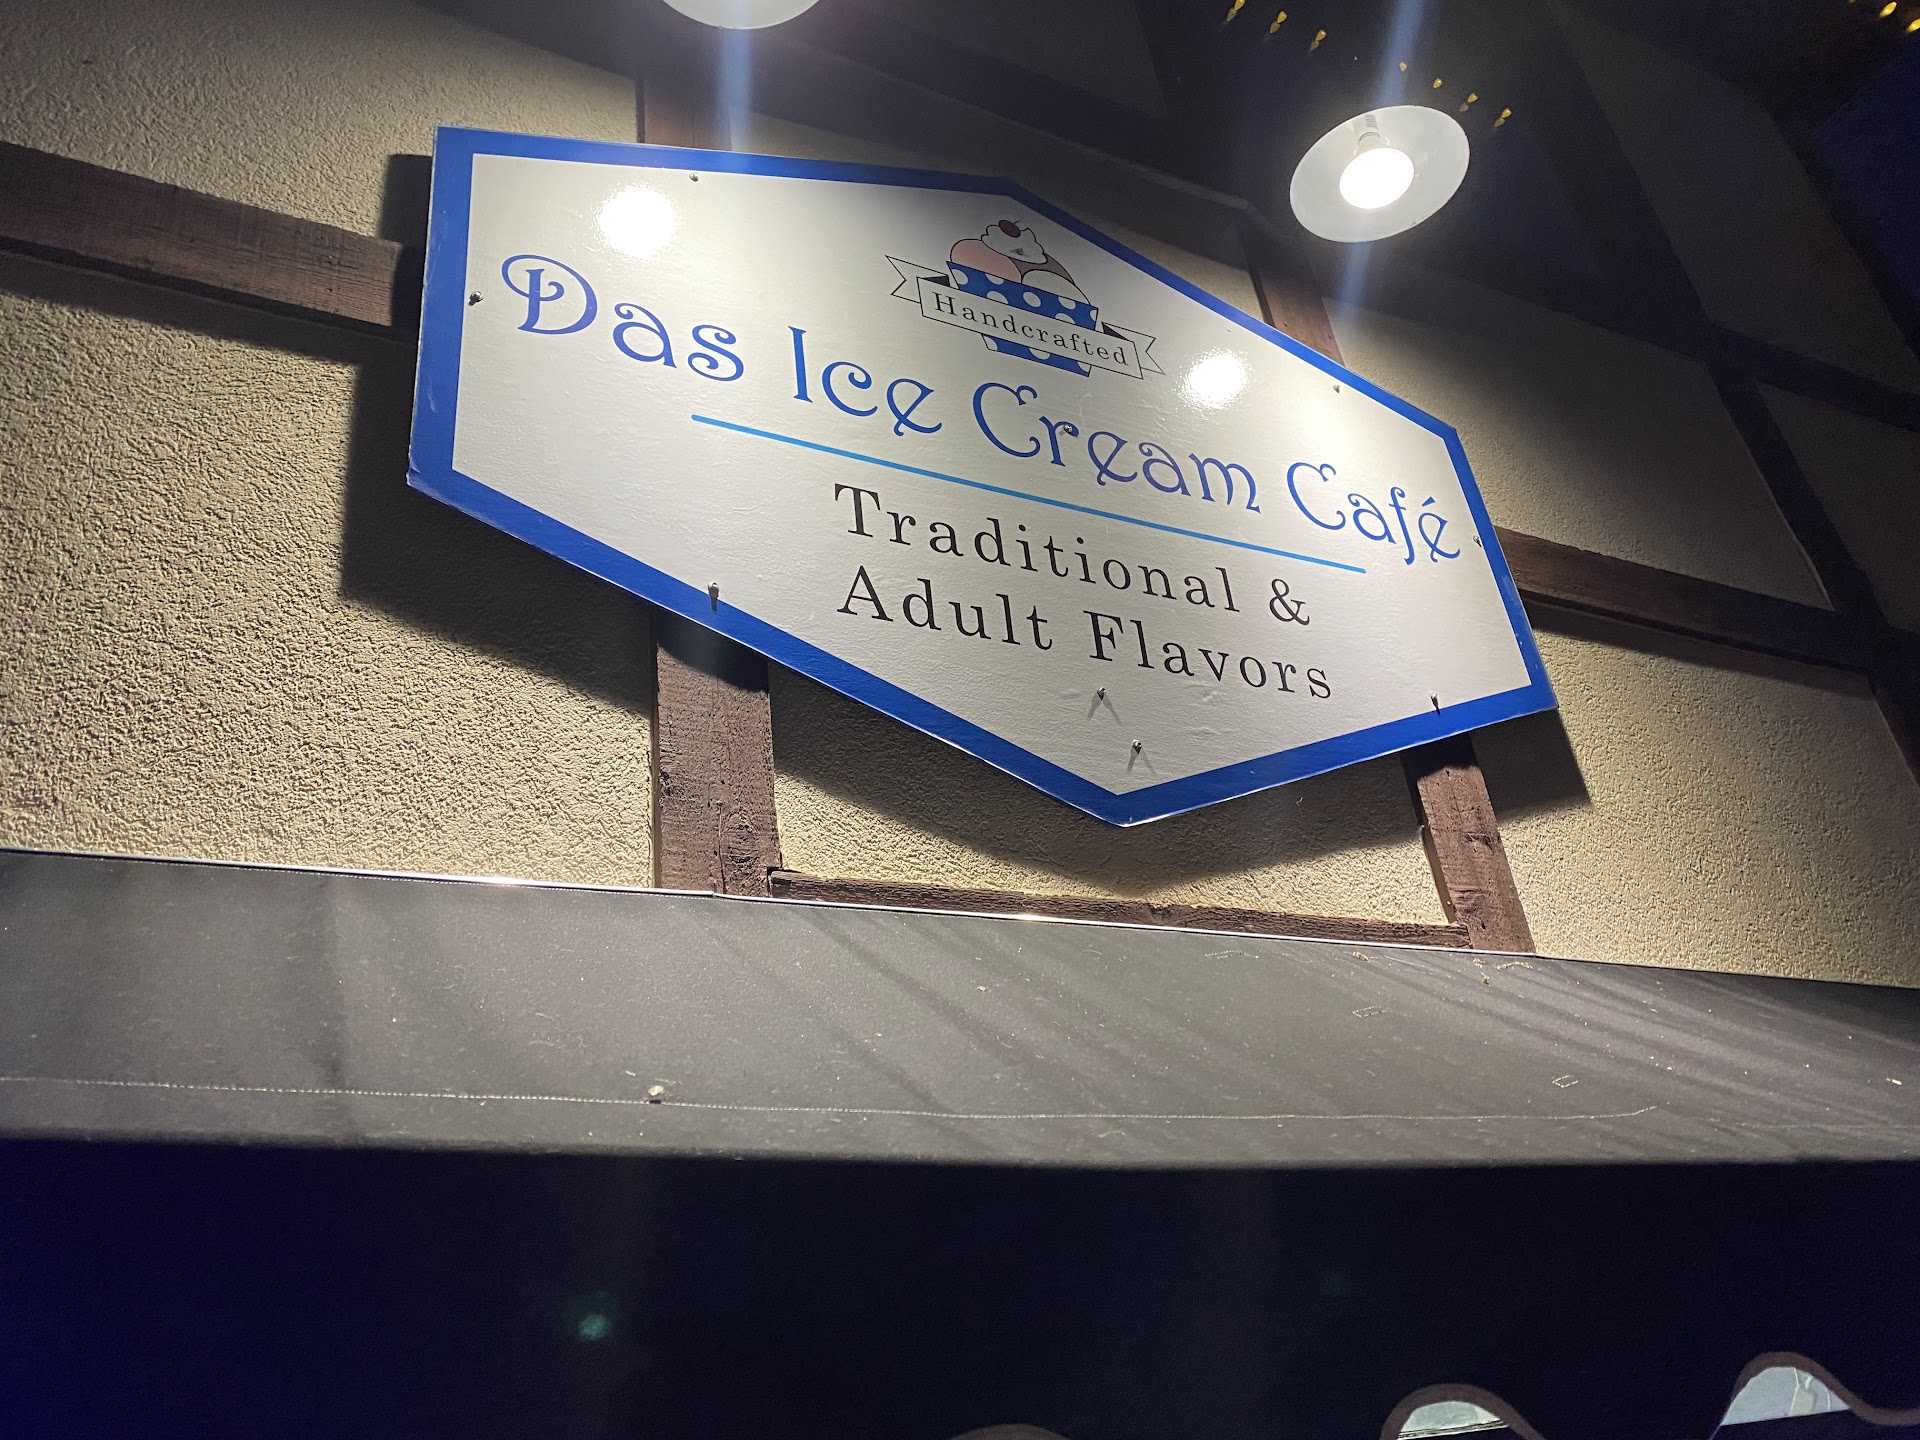 Handcrafted
Das Ice Cream Café
Traditional &
Adult Flavors